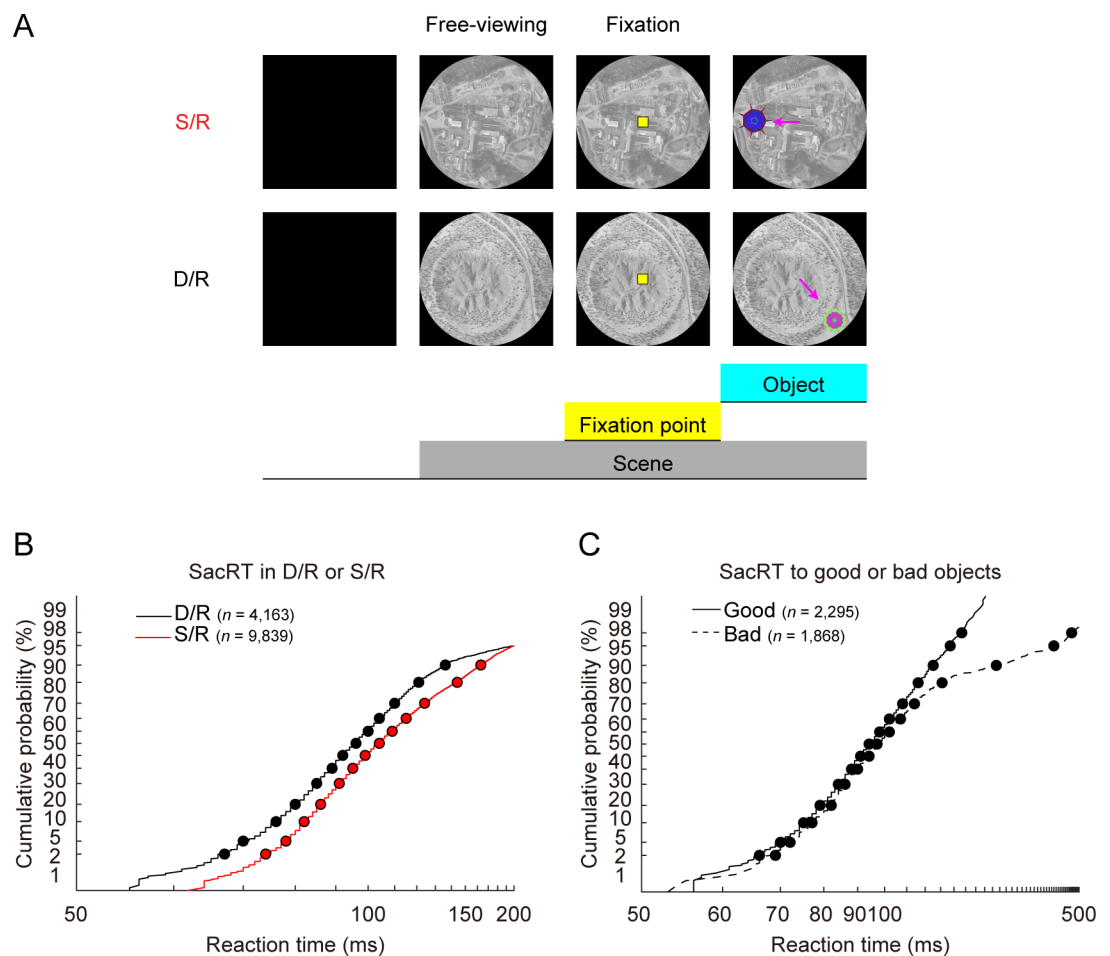 A
Free-viewing Fixation
S/R
D/R
Object
Fixation point
Scene
B
SacRT in D/R or S/R
D/R (n = 4,163)
S/R (n = 9,839)
Cumulative probability (%)
99
98
95
90
80
70
60
50
40
30
20
10
5
2
1
50 100 150 200
Reaction time (ms)
C
SacRT to good or bad objects
Good (n = 2,295)
Bad (n = 1,868)
Cumulative probability (%)
99
98
95
90
80
70
60
50
40
30
20
10
5
2
1
50 60 70 80 90 100 500
Reaction time (ms)